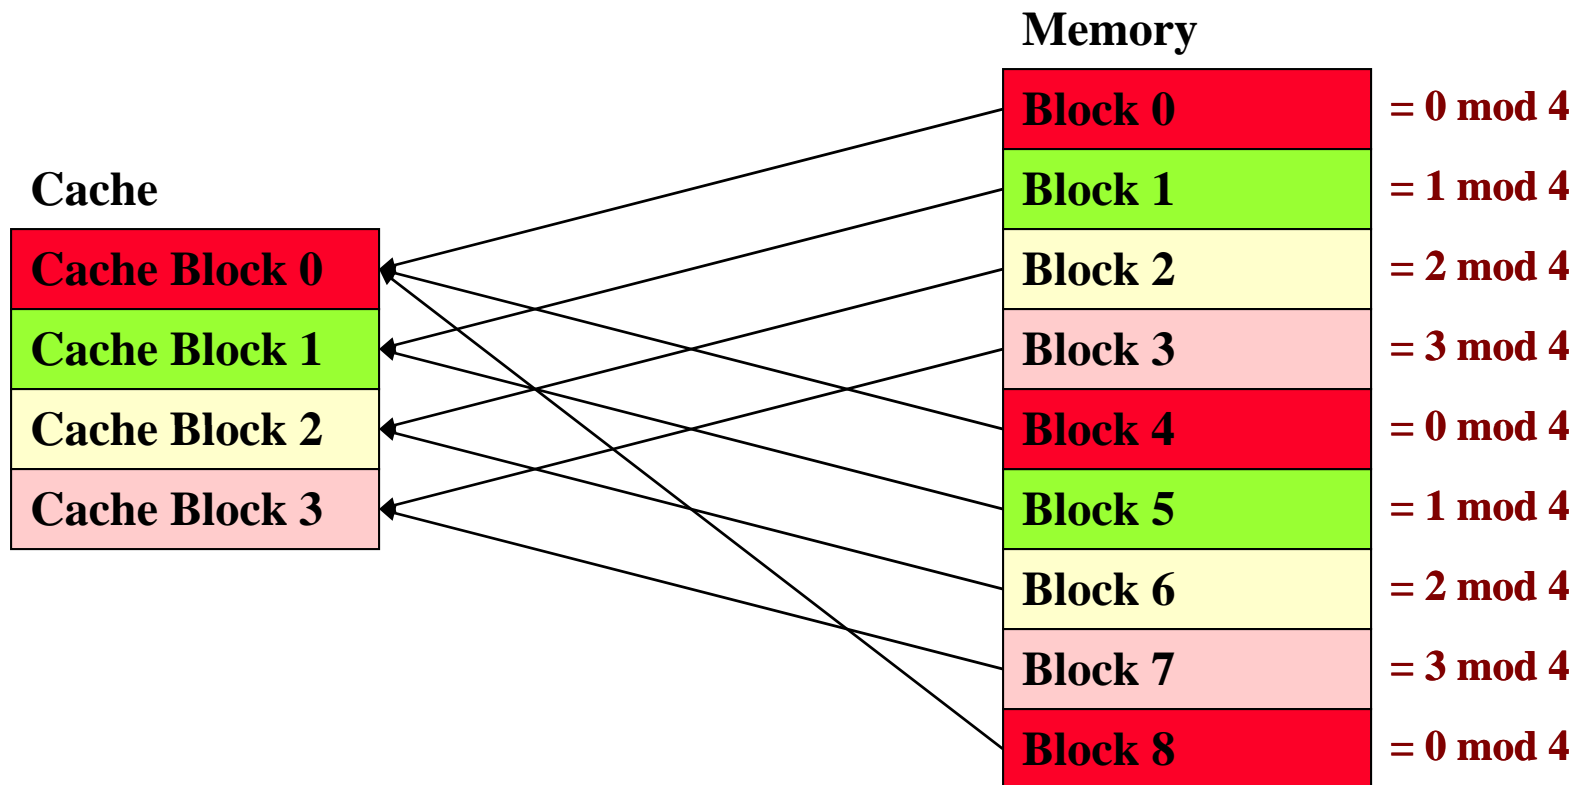 Memory
Block 0 = 0 mod 4
Block 1 = 1 mod 4
Cache
Block 2 = 2 mod 4
Cache Block 0
Block 3 = 3 mod 4
Cache Block 1
Block 4 = 0 mod 4
Cache Block 2
Block 5 = 1 mod 4
Cache Block 3
Block 6 = 2 mod 4
Block 7 = 3 mod 4
Block 8 = 0 mod 4